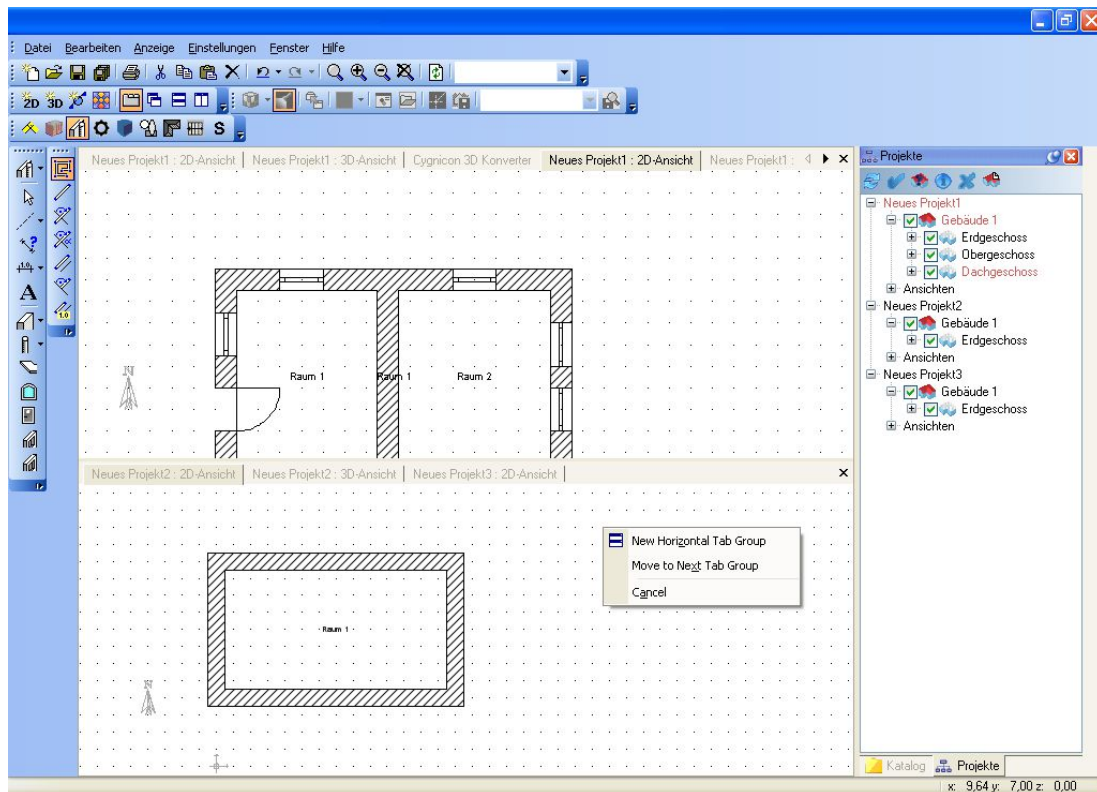 Datei Bearbeiten Anzeige Einstellungen Fenster Hilfe
2D 3D
S
Neues Projekt1 : 2D-Ansicht Neues Projekt1 : 3D-Ansicht Cygnicon 3D Konverter Neues Projekt1 : 2D-Ansicht Neues Projekt1 :
Projekte
Neues Projekt1
Gebäude 1
Erdgeschoss
Obergeschoss
Dachgeschoss
Ansichten
Neues Projekt2
Gebäude 1
Erdgeschoss
Ansichten
Neues Projekt3
Gebäude 1
Erdgeschoss
Ansichten
A
1.0
N
Raum 1 Raum 1 Raum 2
Neues Projekt2 : 2D-Ansicht Neues Projekt2 : 3D-Ansicht Neues Projekt3 : 2D-Ansicht
New Horizontal Tab Group
Move to Next Tab Group
Cancel
Raum 1
N
Katalog Projekte
x: 9,64 y: 7,00 z: 0,00